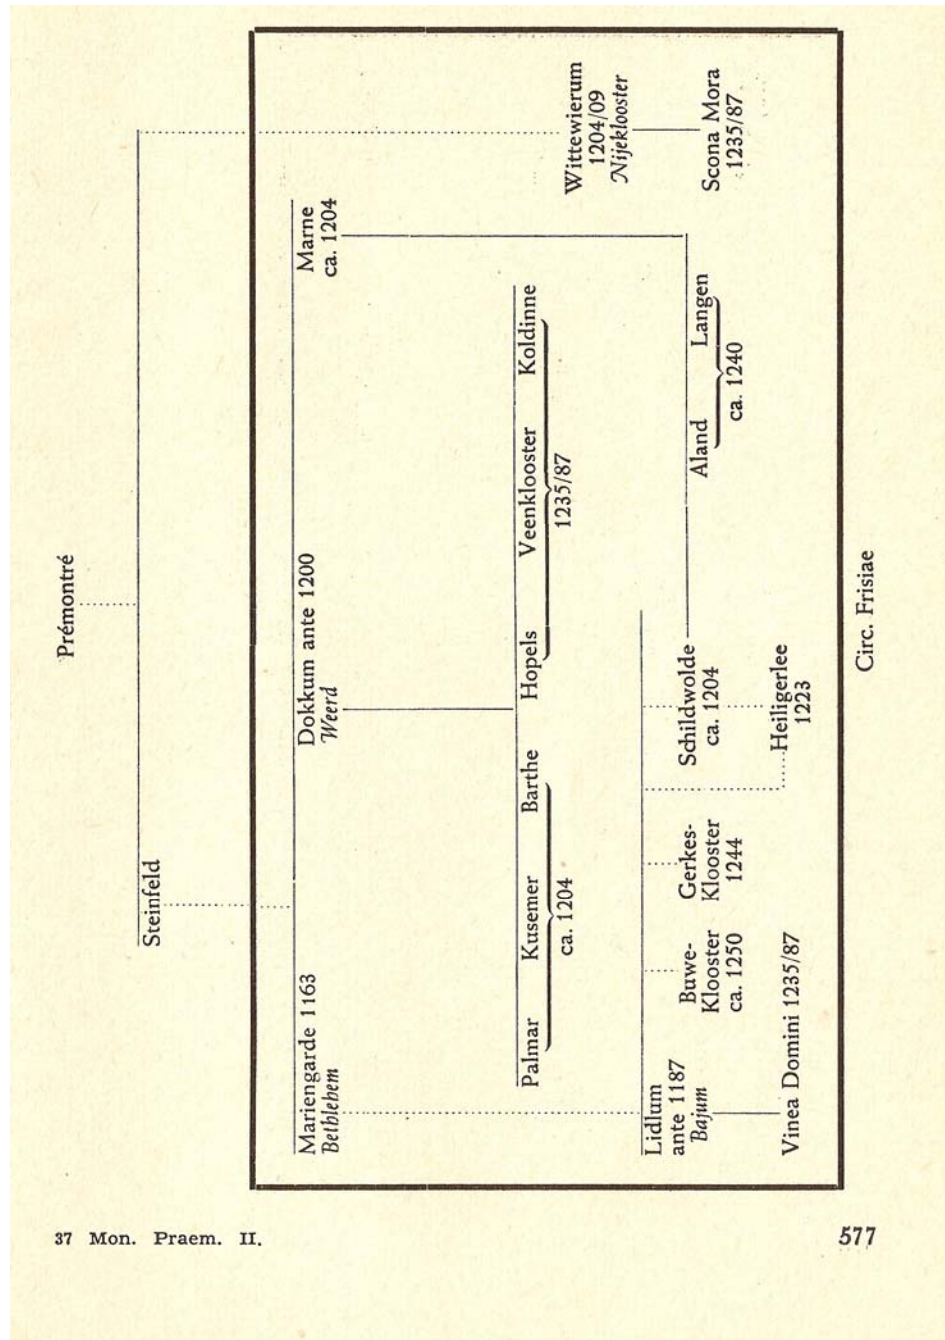 Prémontré
Steinfeld
Mariengarde 1163
Bethlehem
Dokkum ante 1200
Weerd
Marne
ca. 1204
Palmar Kusemer Barthe Hopels Veenklooster Koldinne
ca. 1204
1235/87
Wittewierum
1204/09
Nijeklooster
Lidlum
ante 1187
Bajum
Buwe-
Klooster
ca. 1250
Gerkes-
Klooster
1244
Schildwolde
ca. 1204
Aland Langen
ca. 1240
Scona Mora
1235/87
Vinea Domini 1235/87
Heiligerlee
1223
Circ. Frisiae
37 Mon. Praem. II.
577